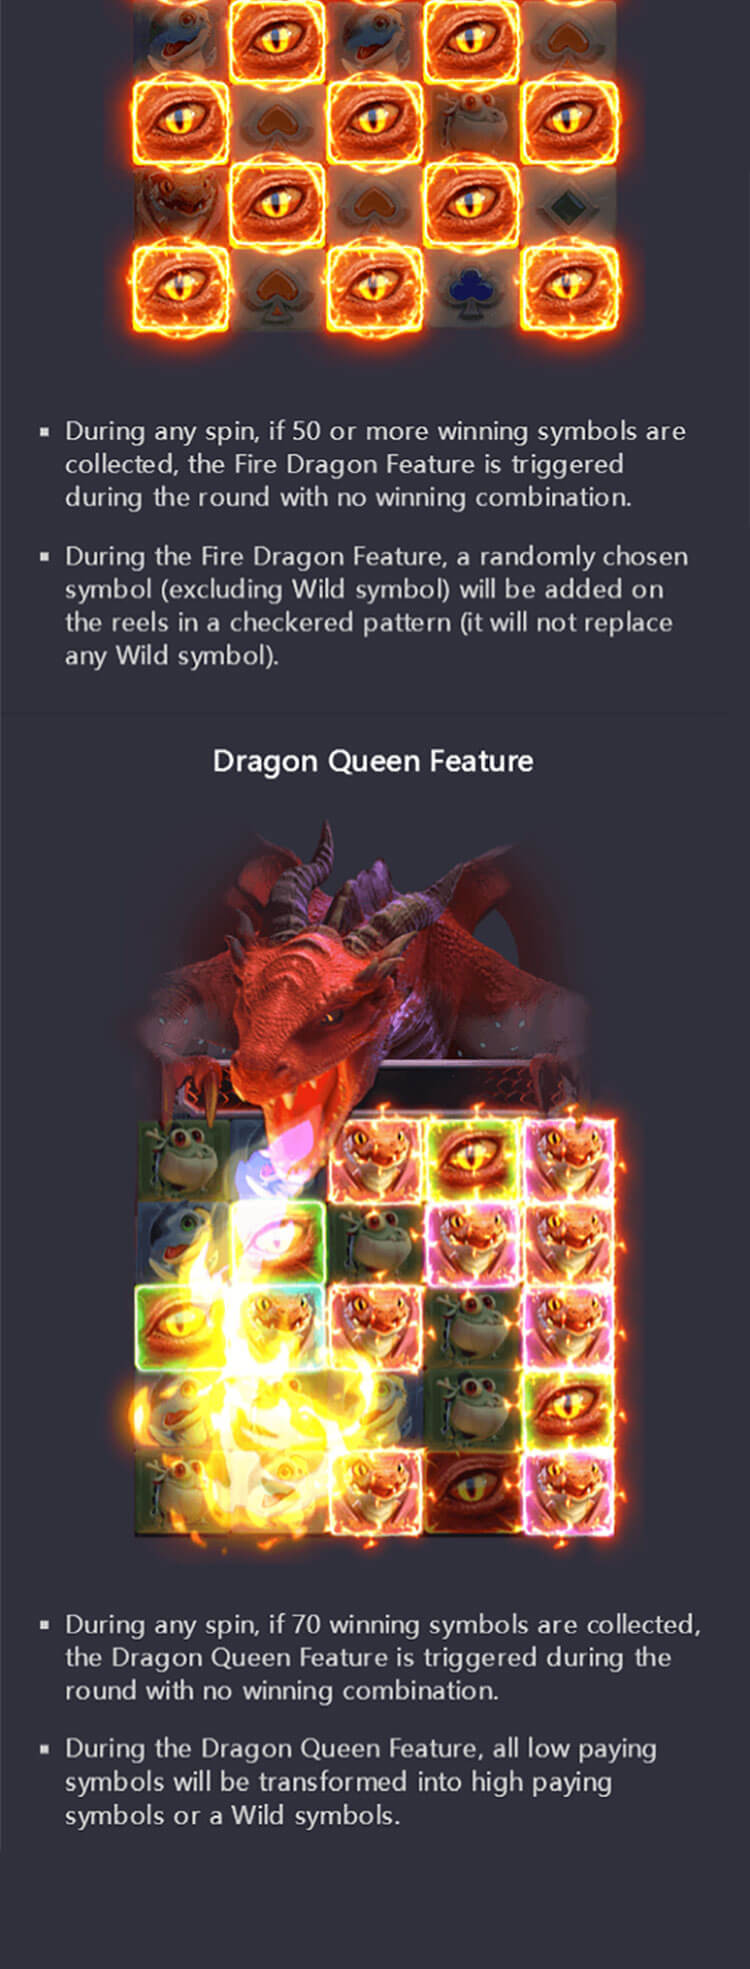 ▪ During any spin, if 50 or more winning symbols are
collected, the Fire Dragon Feature is triggered
during the round with no winning combination.
▪ During the Fire Dragon Feature, a randomly chosen
symbol (excluding Wild symbol) will be added on
the reels in a checkered pattern (it will not replace
any Wild symbol).
Dragon Queen Feature
▪ During any spin, if 70 winning symbols are collected,
the Dragon Queen Feature is triggered during the
round with no winning combination.
▪ During the Dragon Queen Feature, all low paying
symbols will be transformed into high paying
symbols or a Wild symbols.